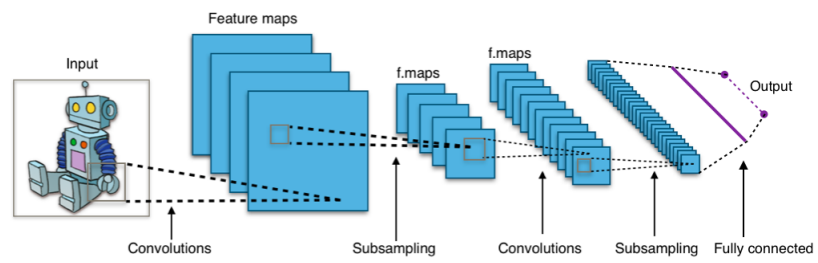 Feature maps
Input
f.maps
f.maps
Output
Convolutions
Subsampling
Convolutions
Subsampling
Fully connected